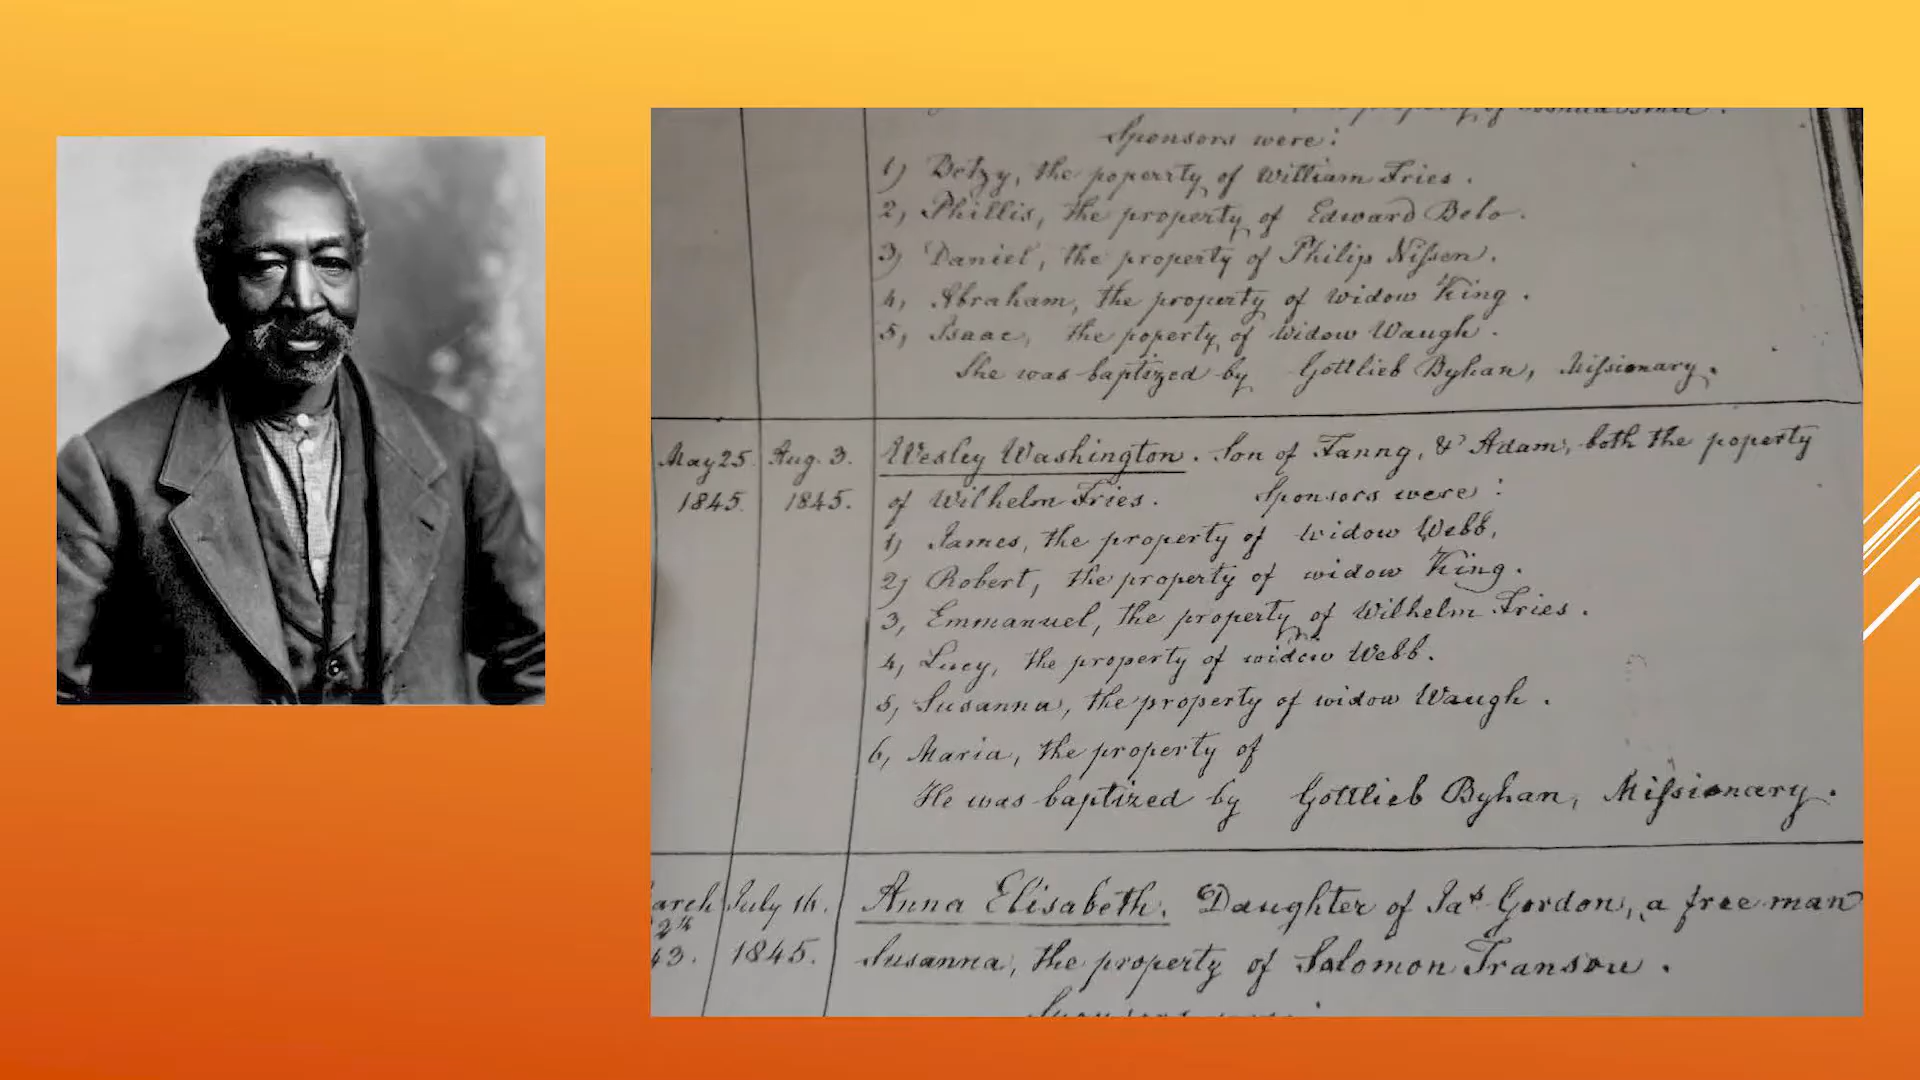 Sponsors were:
1) Betzy, the poperrty of William Fries.
2, Phillis, the property of Edward Belo.
3) Daniel, the property of Philip Nissen.
4, Abraham, the property of widow King.
5, Isaac, the poperty of Widow Waugh.
She was baptized by Gottlieb Byhan, Missionary.
May 25 Aug. 3. Wesley Washington. Son of Fanny, & Adam, both the poperty
1845. 1845. of Wilhelm Fries. Sponsors were:
1) James, the property of widow Webb,
2) Robert, the property of widow King.
3, Emmanuel, the property of Wilhelm Fries.
4, Lucy, the property of widow Webb.
5, Susanna, the property of widow Waugh.
6, Maria, the property of
He was baptized by Gottlieb Byhan, Missionary.
July 16. Anna Elisabeth. Daughter of Jas. Gordon, a free man
43. 1845. Susanna, the property of Salomon Transou.